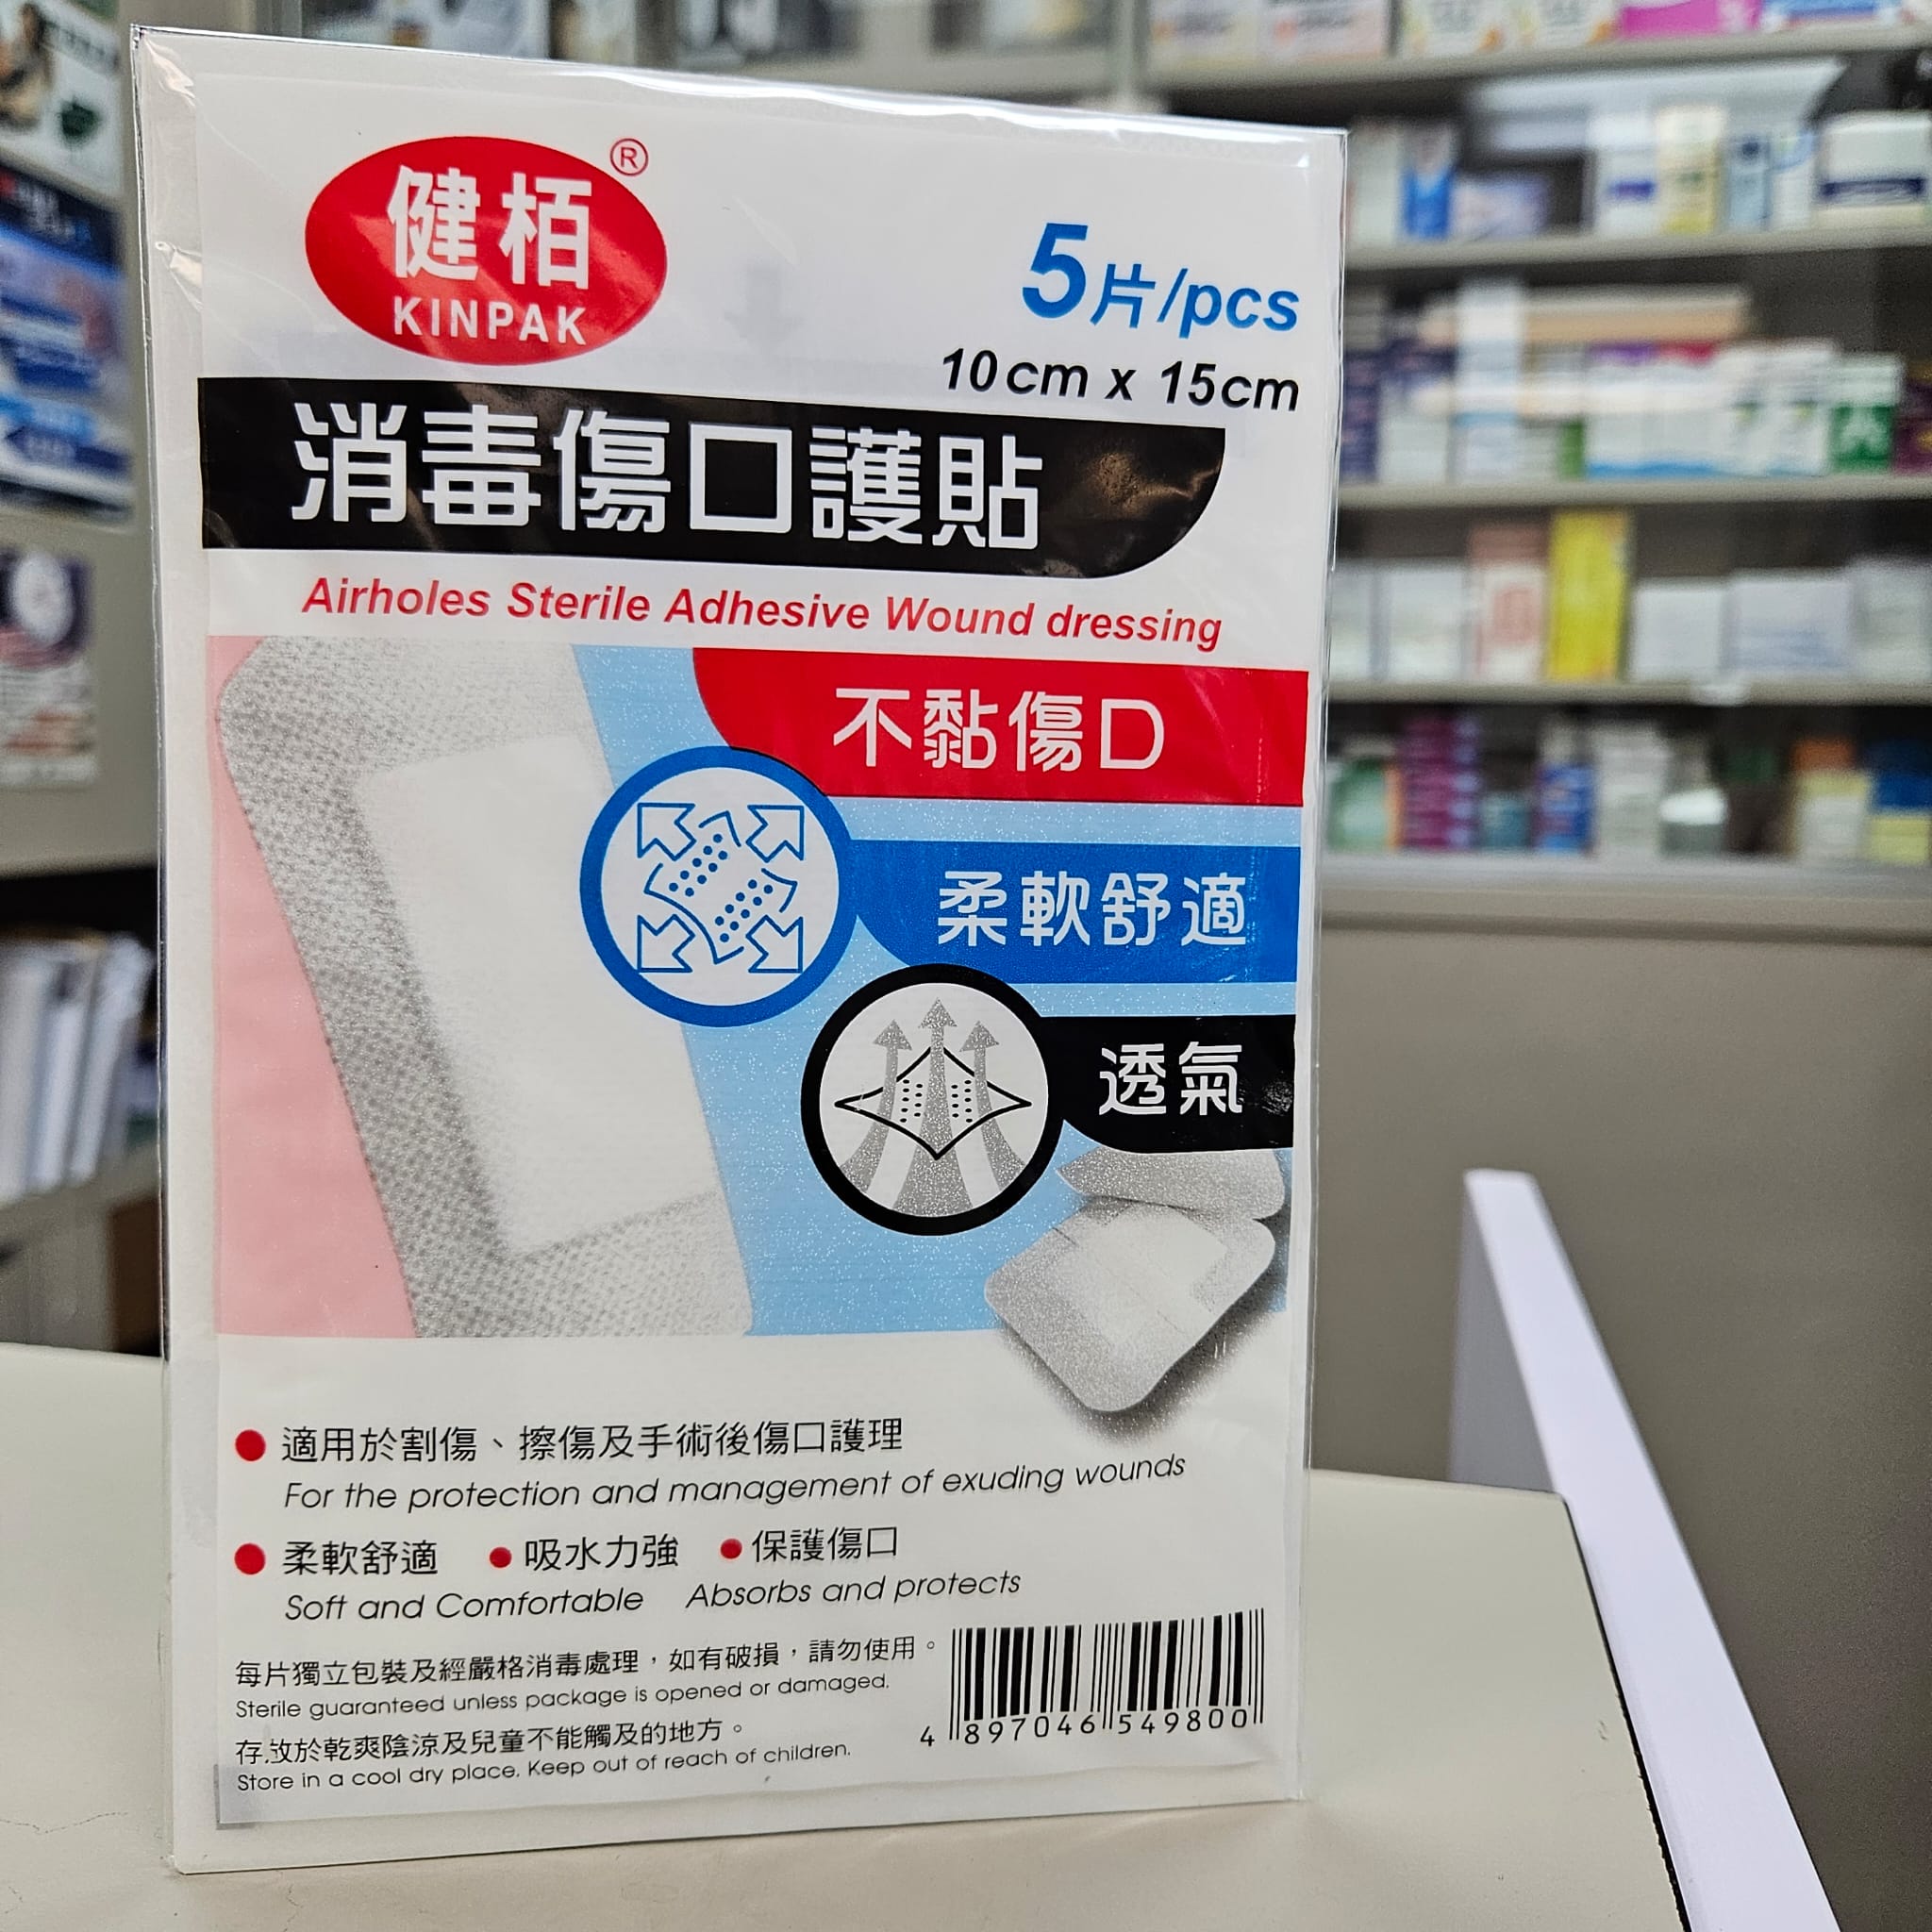 健栢®
KINPAK
5片/pcs
10cm x 15cm
消毒傷口護貼
Airholes Sterile Adhesive Wound dressing
不黏傷口
柔軟舒適
透氣
● 適用於割傷、擦傷及手術後傷口護理
For the protection and management of exuding wounds
● 柔軟舒適 ● 吸水力強 ● 保護傷口
Soft and Comfortable Absorbs and protects
每片獨立包裝及經嚴格消毒處理，如有破損，請勿使用。
Sterile guaranteed unless package is opened or damaged.
存放於乾爽陰涼及兒童不能觸及的地方。
Store in a cool dry place. Keep out of reach of children.
4 897046 549800